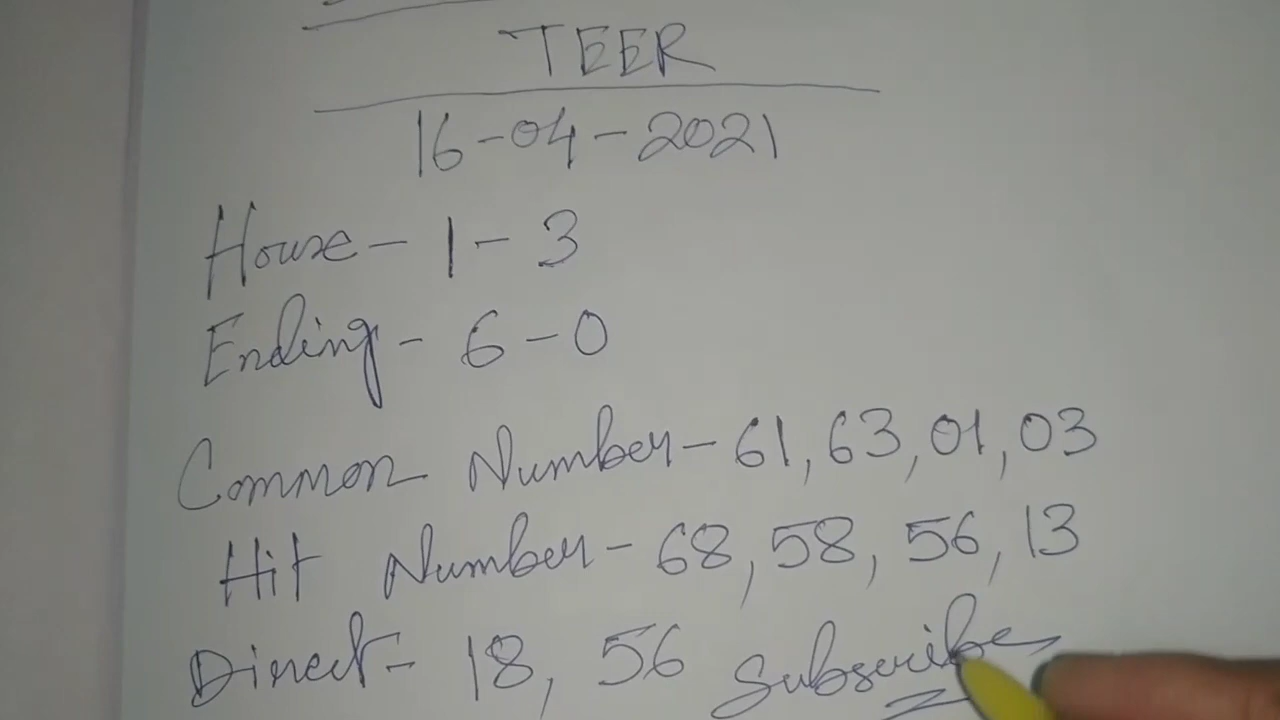 TEER
16-04-2021
House - 1 - 3
Ending - 6 - 0
Common Number - 61, 63, 01, 03
Hit Number - 68, 58, 56, 13
Direct - 18, 56 Subscribe